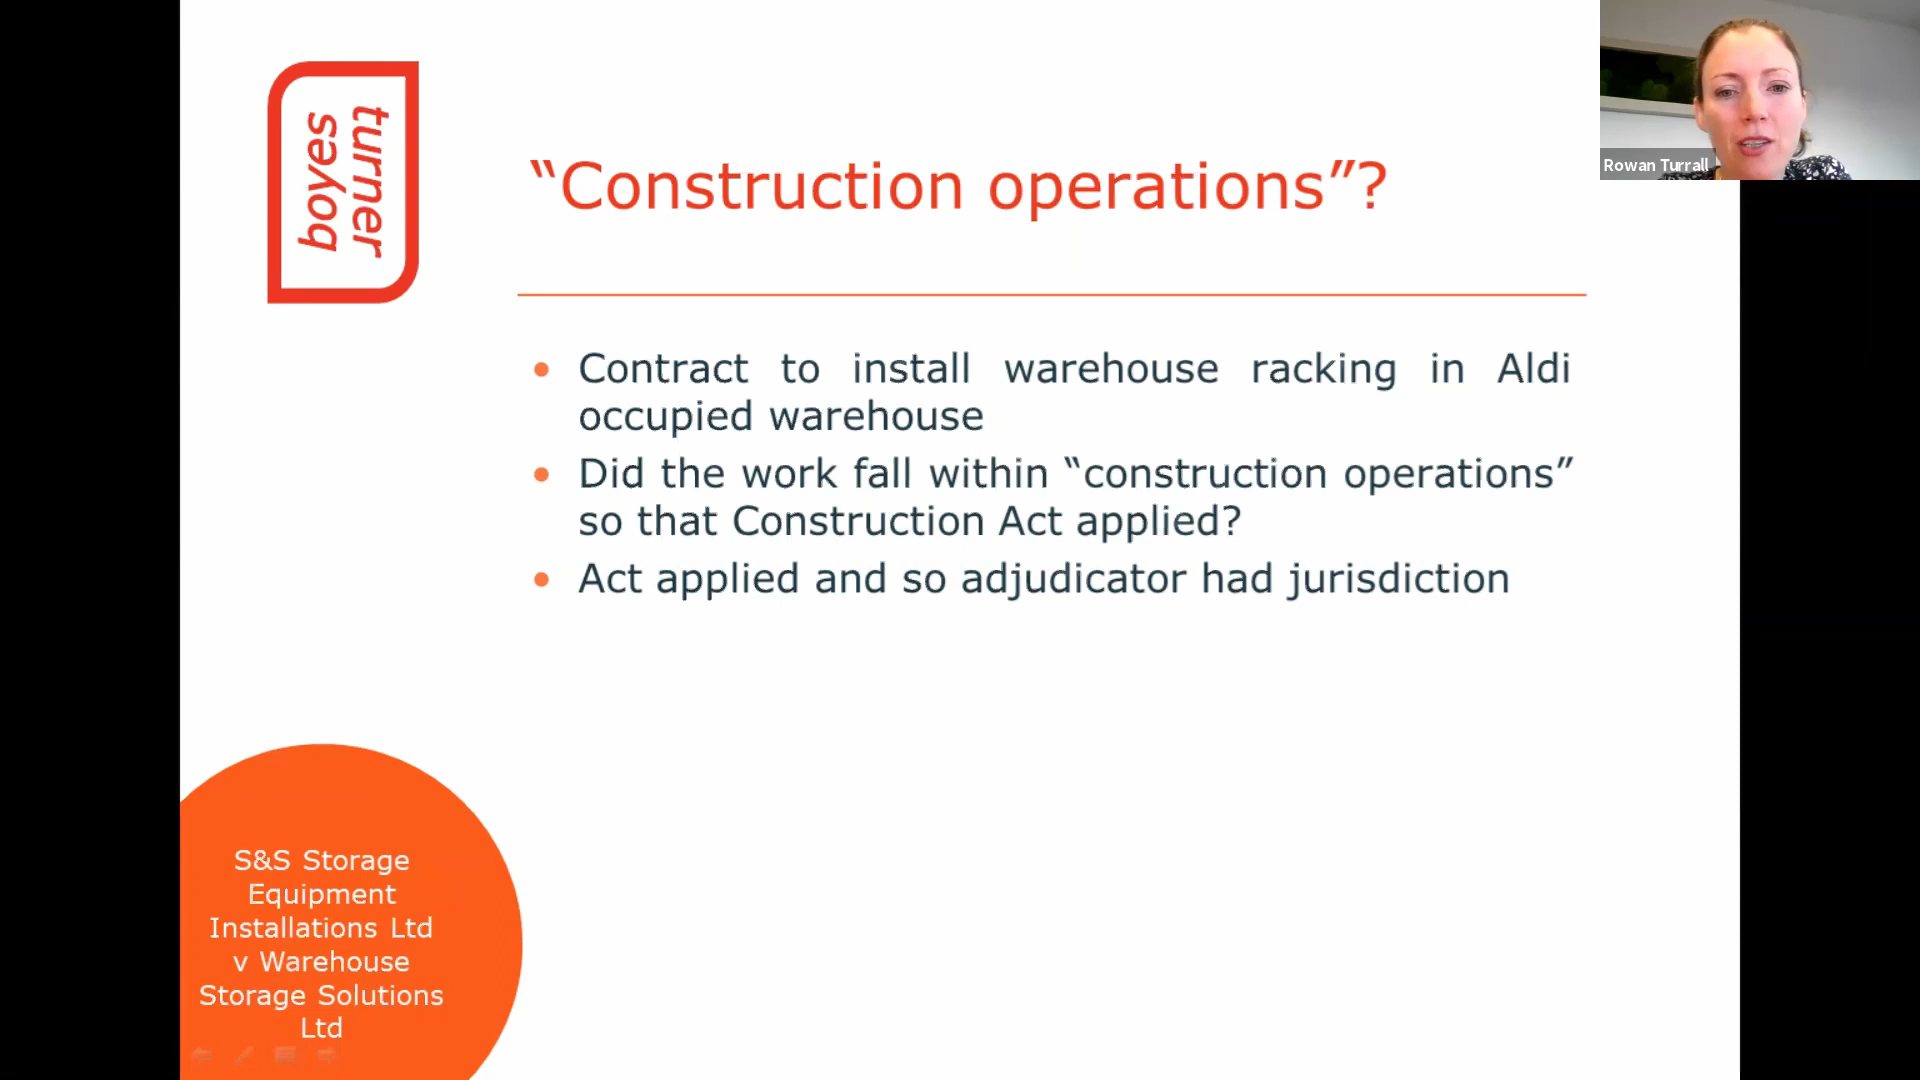 boyes
turner
Rowan Turrall
“Construction operations”?
• Contract to install warehouse racking in Aldi
occupied warehouse
• Did the work fall within “construction operations”
so that Construction Act applied?
• Act applied and so adjudicator had jurisdiction
S&S Storage
Equipment
Installations Ltd
v Warehouse
Storage Solutions
Ltd